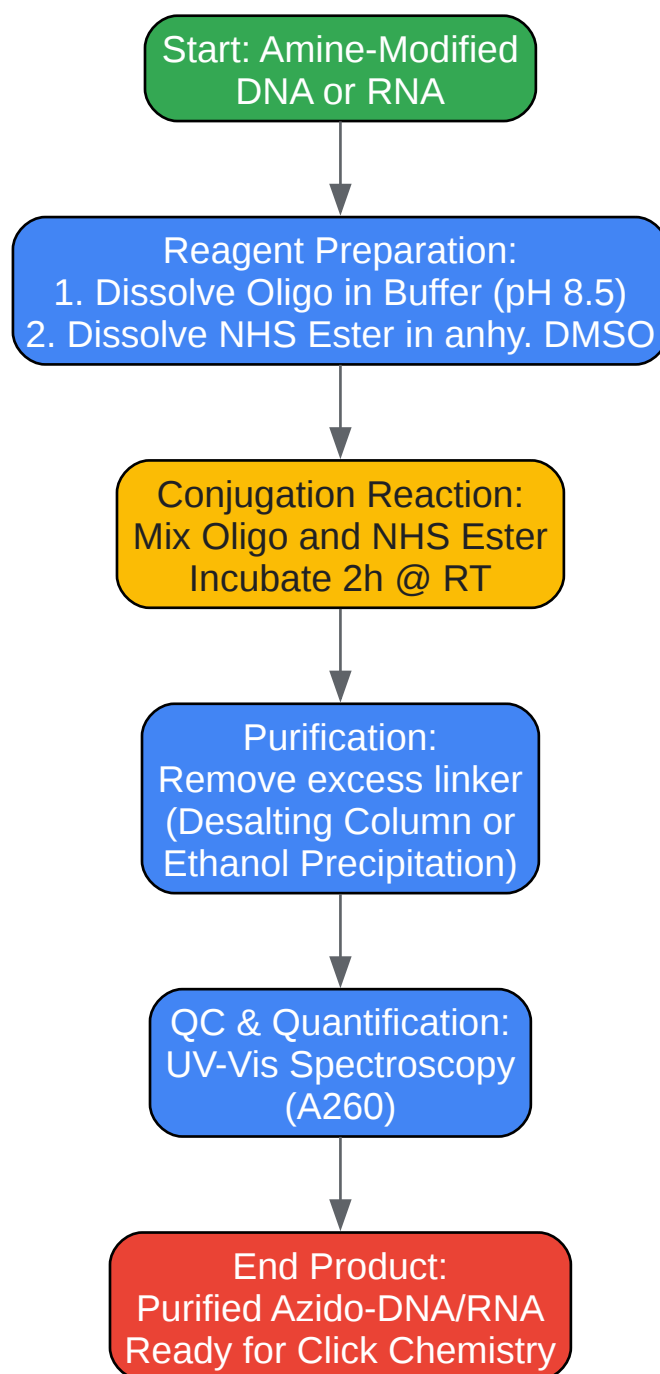 Start: Amine-Modified
DNA or RNA
Reagent Preparation:
1. Dissolve Oligo in Buffer (pH 8.5)
2. Dissolve NHS Ester in anhy. DMSO
Conjugation Reaction:
Mix Oligo and NHS Ester
Incubate 2h @ RT
Purification:
Remove excess linker
(Desalting Column or
Ethanol Precipitation)
QC & Quantification:
UV-Vis Spectroscopy
(A260)
End Product:
Purified Azido-DNA/RNA
Ready for Click Chemistry